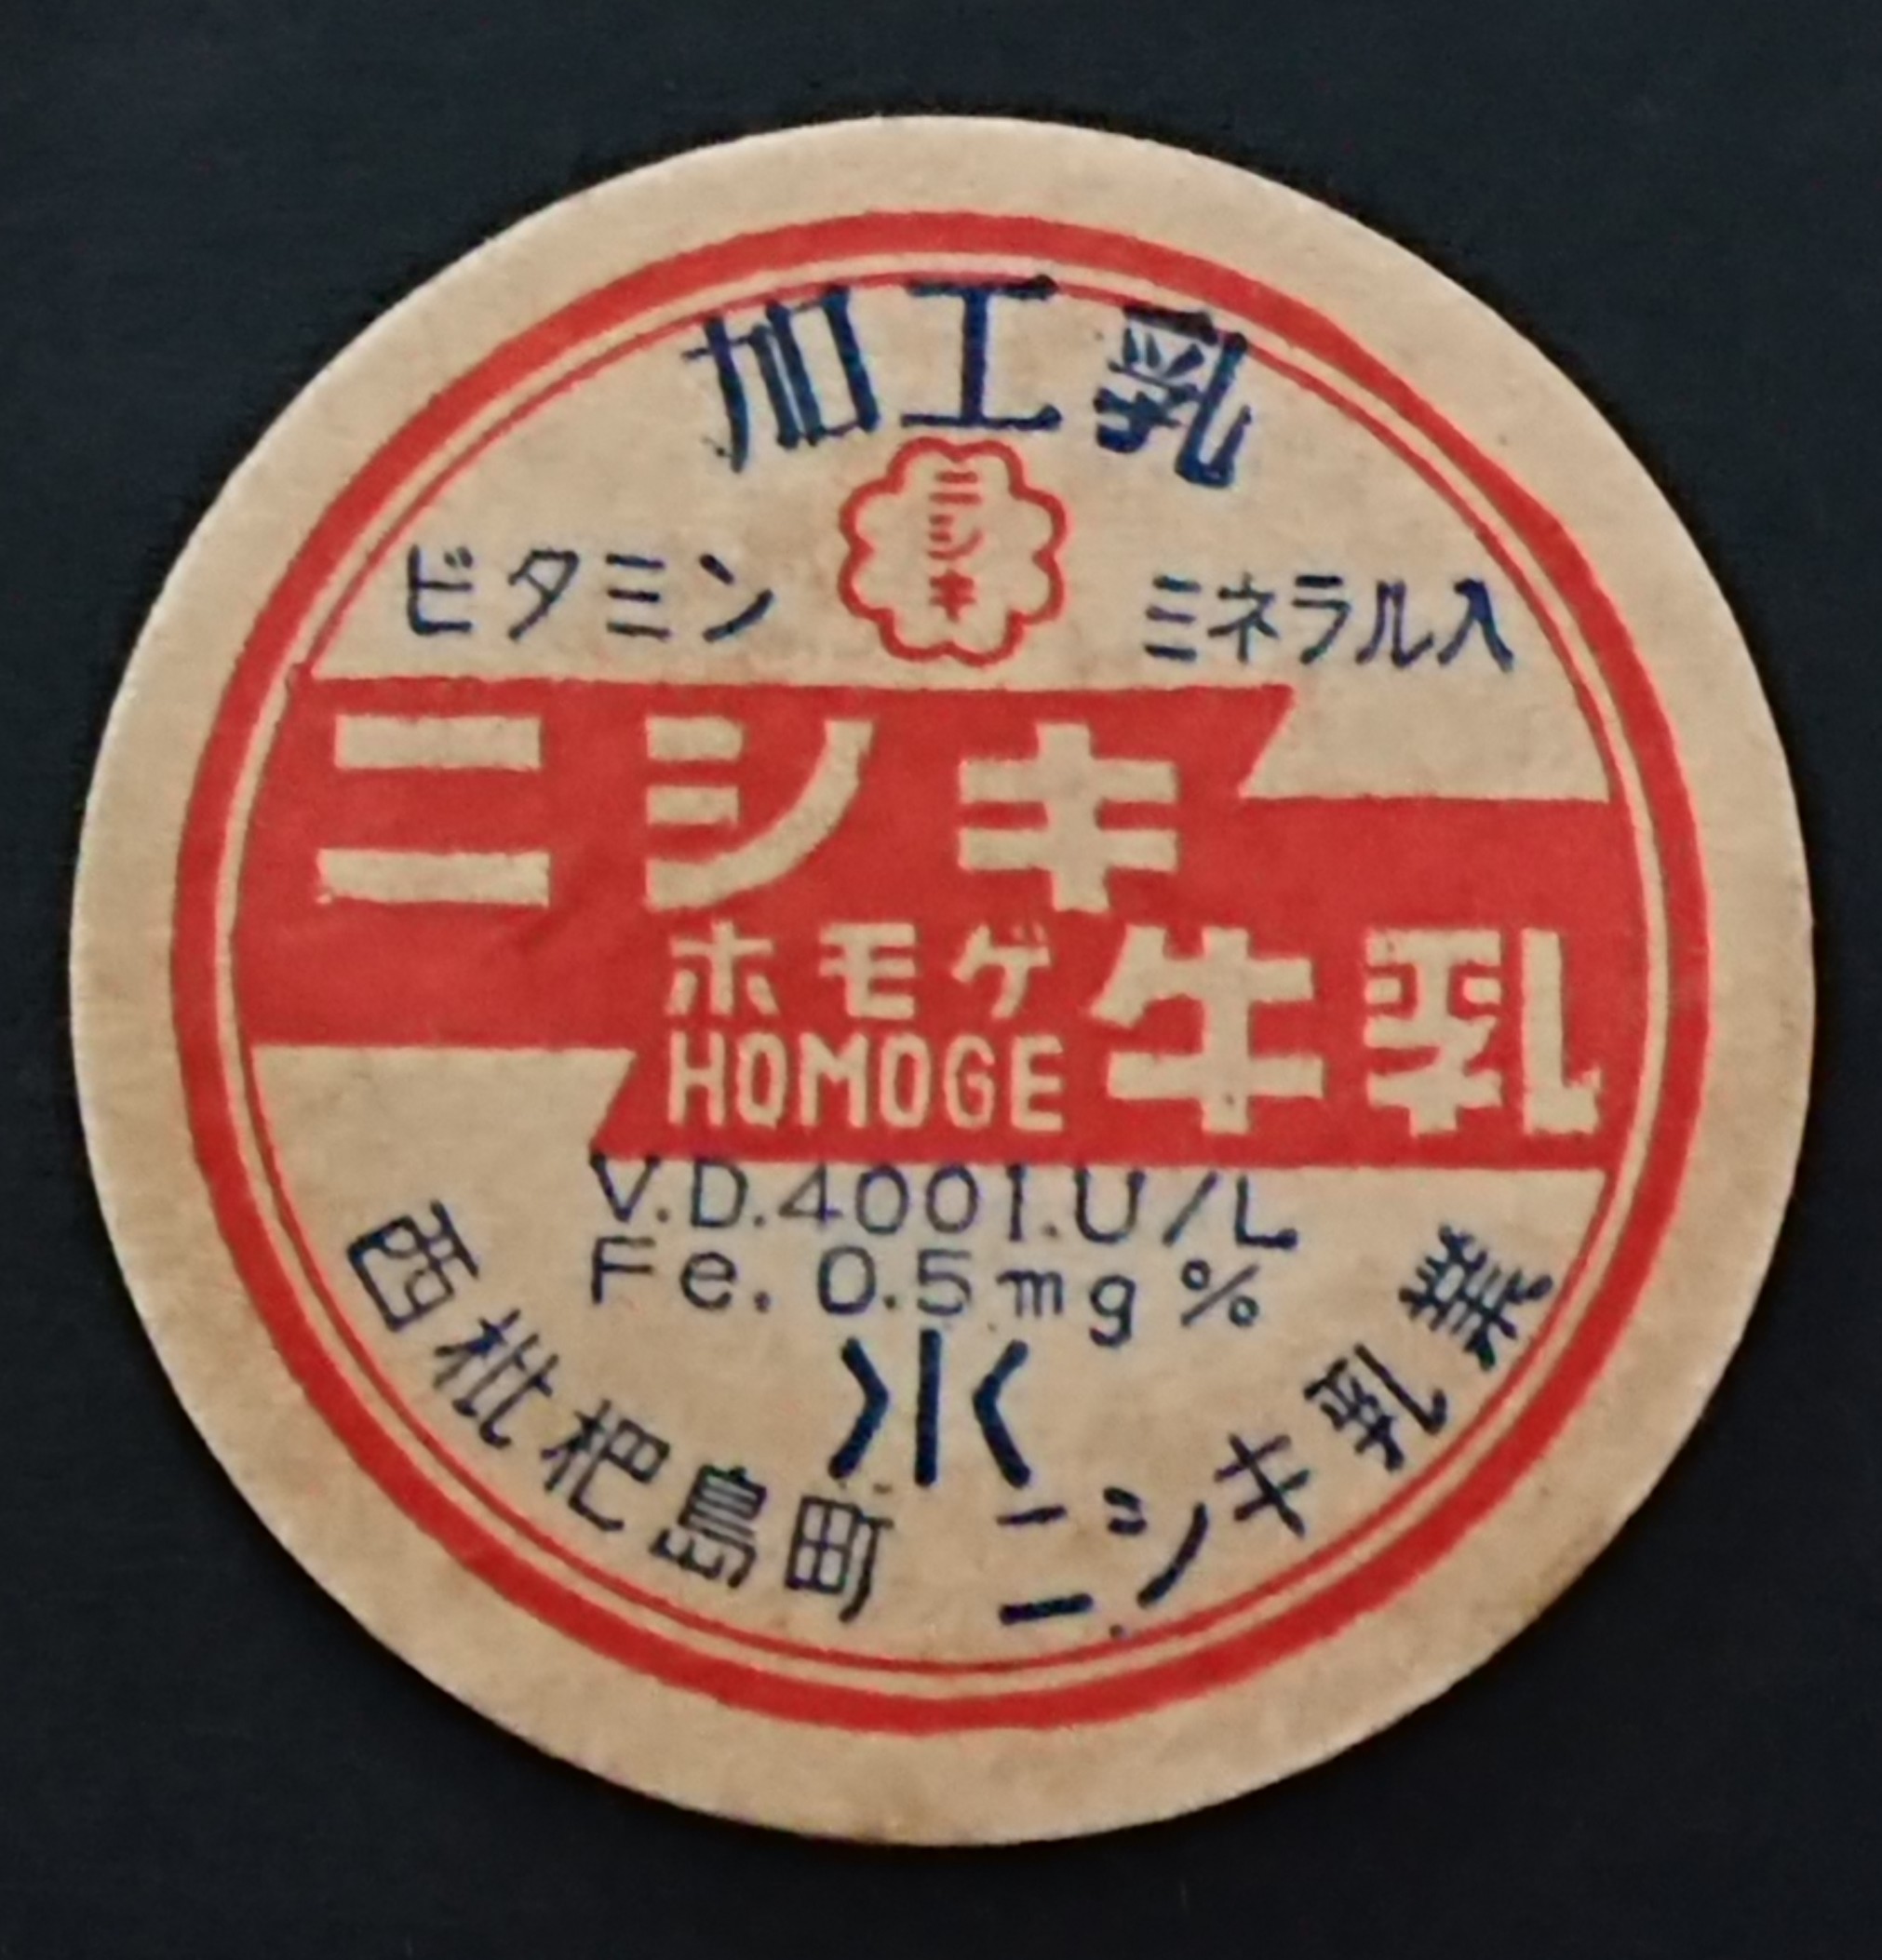 加工乳
ニシキ
ビタミン ミネラル入
ニシキ
ホモゲ
HOMOGE
牛乳
V.D.400I.U/L
Fe. 0.5mg%
水
西枇杷島町 ニシキ乳業